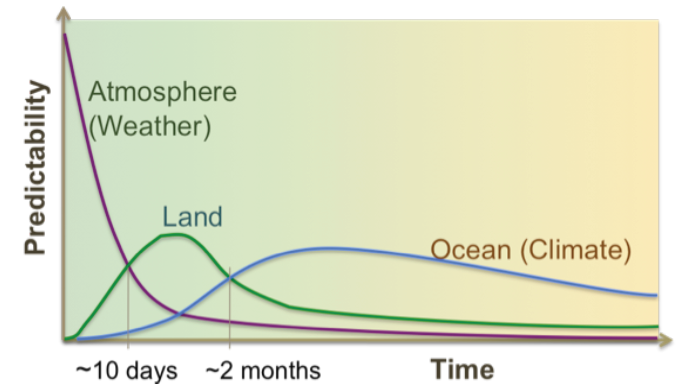 Predictability
Atmosphere
(Weather)
Land
Ocean (Climate)
~10 days
~2 months
Time